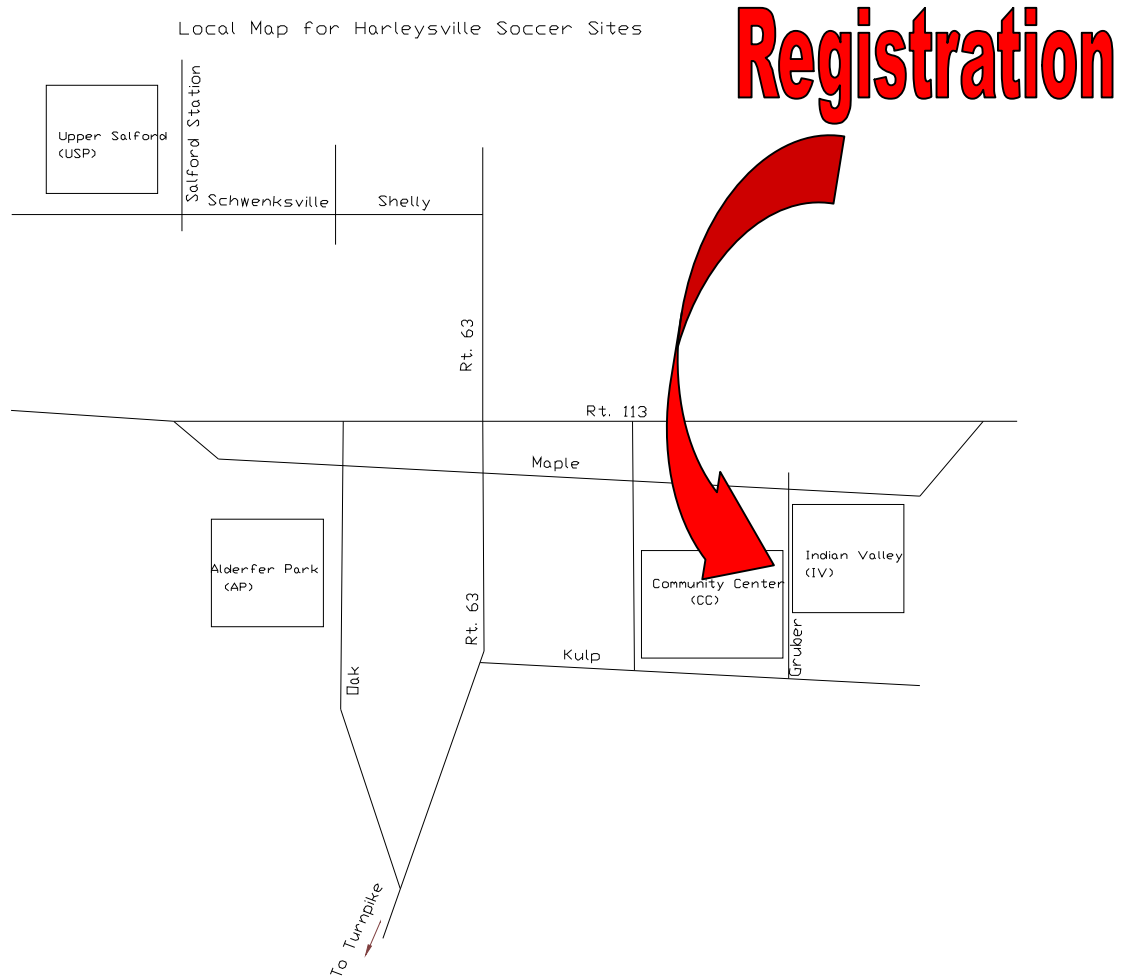 Local Map for Harleysville Soccer Sites
Registration
Salford Station
Upper Salford
(USP)
Schwenksville
Shelly
Rt. 63
Rt. 113
Maple
Alderfer Park
(AP)
Community Center
(CC)
Indian Valley
(IV)
Rt. 63
Gruber
Kulp
Oak
To Turnpike